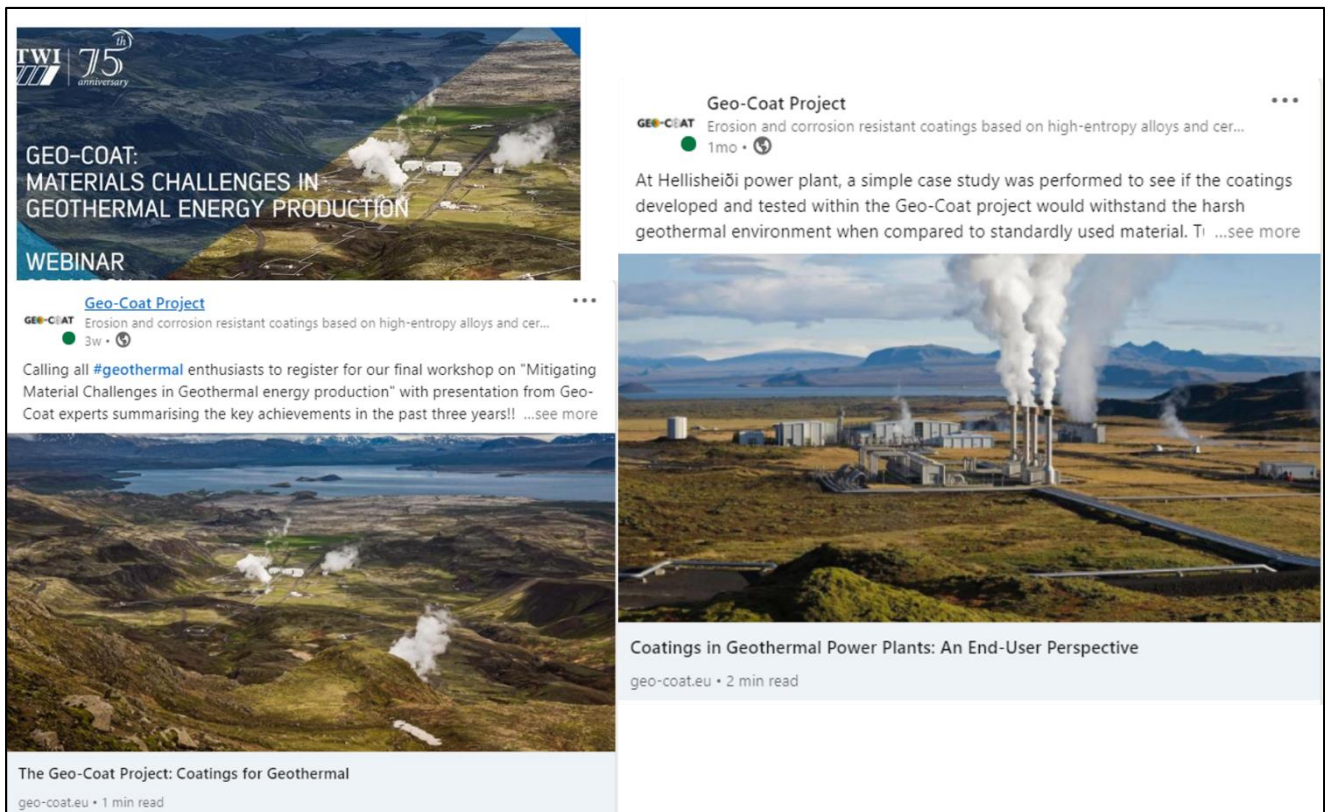 TWI
75th
anniversary
GEO-COAT:
MATERIALS CHALLENGES IN
GEOTHERMAL ENERGY PRODUCTION
WEBINAR
Geo-Coat Project
GEO-COAT
Erosion and corrosion resistant coatings based on high-entropy alloys and cer...
3w •
Calling all #geothermal enthusiasts to register for our final workshop on "Mitigating
Material Challenges in Geothermal energy production" with presentation from Geo-
Coat experts summarising the key achievements in the past three years!! ...see more
The Geo-Coat Project: Coatings for Geothermal
geo-coat.eu • 1 min read
Geo-Coat Project
GEO-COAT
Erosion and corrosion resistant coatings based on high-entropy alloys and cer...
1mo •
At Hellisheiði power plant, a simple case study was performed to see if the coatings
developed and tested within the Geo-Coat project would withstand the harsh
geothermal environment when compared to standardly used material. ...see more
Coatings in Geothermal Power Plants: An End-User Perspective
geo-coat.eu • 2 min read